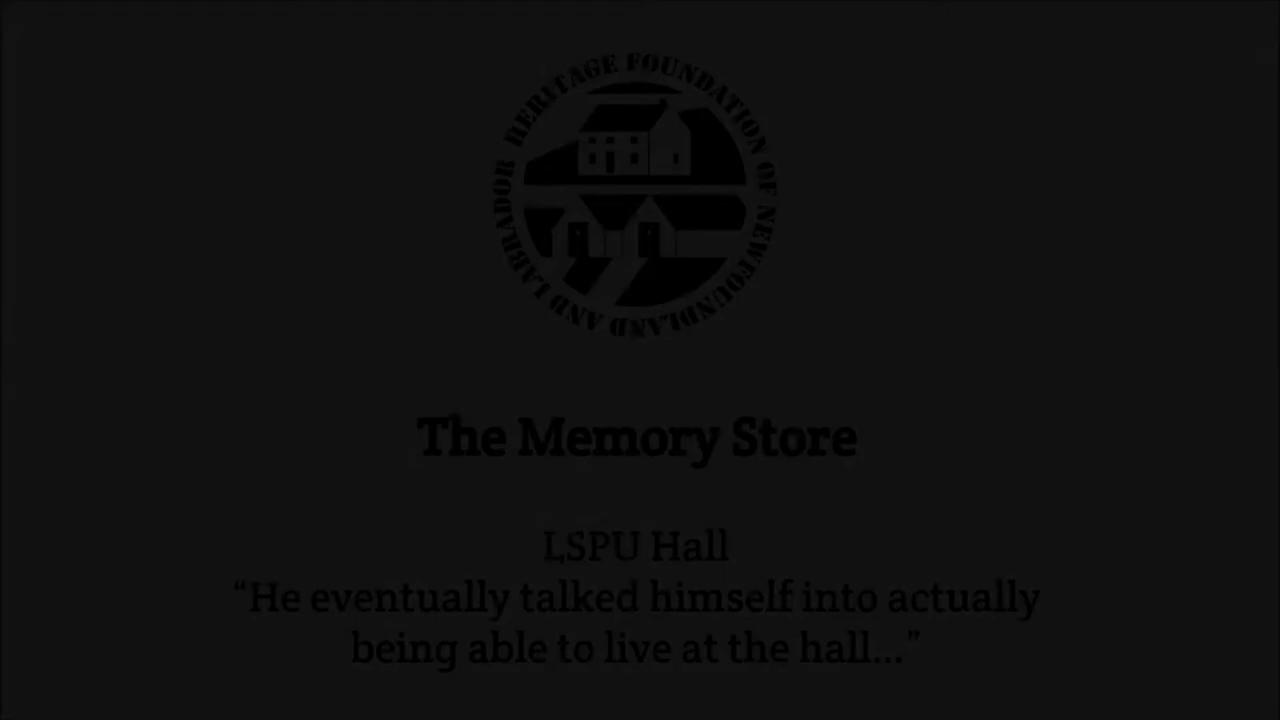 HERITAGE FOUNDATION OF NEWFOUNDLAND AND LABRADOR
The Memory Store
LSPU Hall
“He eventually talked himself into actually
being able to live at the hall...”